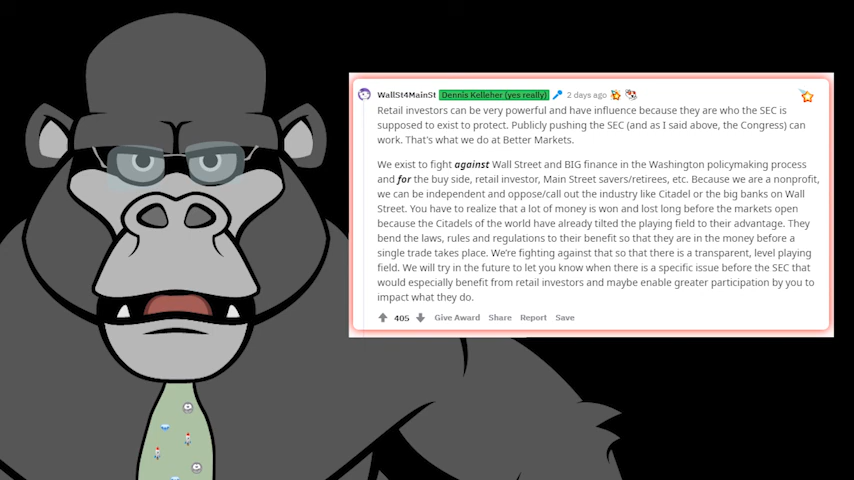 WallSt4MainSt Dennis Kelleher (yes really) 2 days ago
Retail investors can be very powerful and have influence because they are who the SEC is
supposed to exist to protect. Publicly pushing the SEC (and as I said above, the Congress) can
work. That's what we do at Better Markets.
We exist to fight against Wall Street and BIG finance in the Washington policymaking process
and for the buy side, retail investor, Main Street savers/retirees, etc. Because we are a nonprofit,
we can be independent and oppose/call out the industry like Citadel or the big banks on Wall
Street. You have to realize that a lot of money is won and lost long before the markets open
because the Citadels of the world have already tilted the playing field to their advantage. They
bend the laws, rules and regulations to their benefit so that they are in the money before a
single trade takes place. We're fighting against that so that there is a transparent, level playing
field. We will try in the future to let you know when there is a specific issue before the SEC that
would especially benefit from retail investors and maybe enable greater participation by you to
impact what they do.
405 Give Award Share Report Save